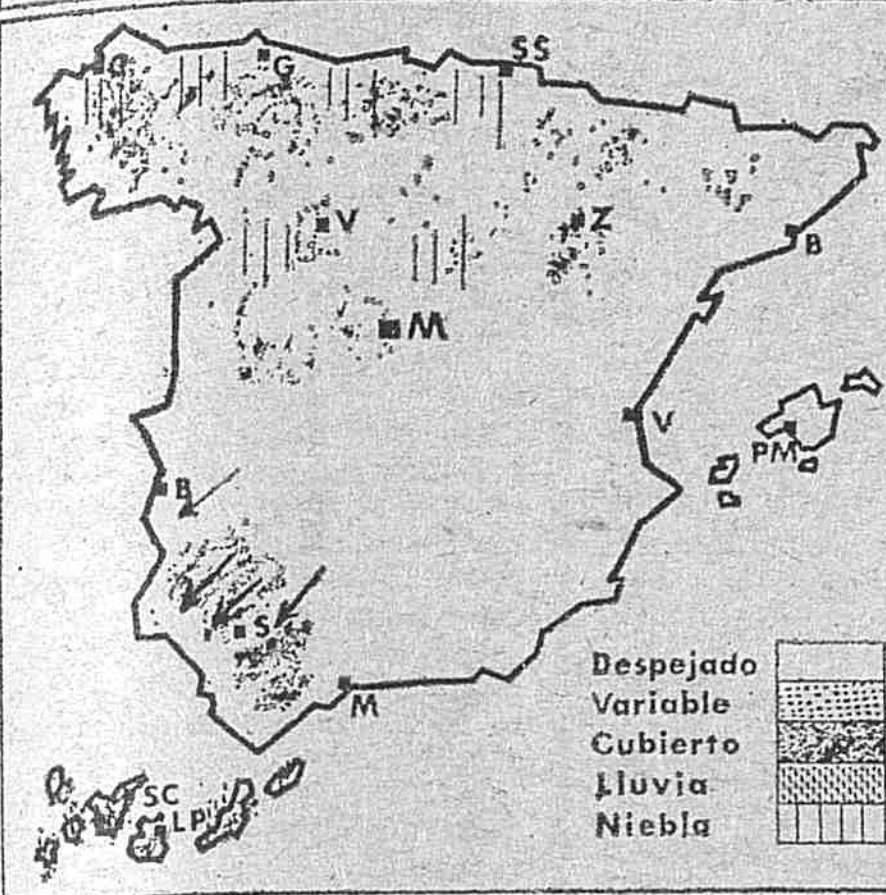 SS
G
V
Z
B
M
V
PM
B
S
M
SC
LP
Despejado
Variable
Cubierto
Lluvia
Niebla